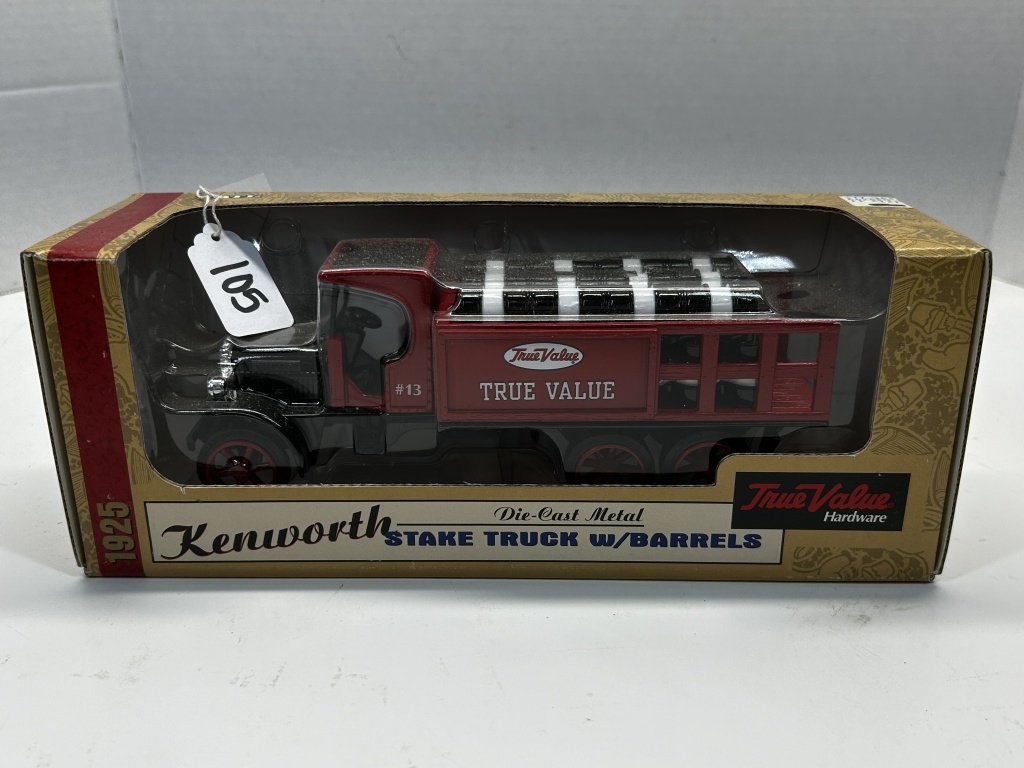 105
True Value
TRUE VALUE
#13
1925
Kenworth
Die-Cast Metal
STAKE TRUCK W/BARRELS
True Value
Hardware